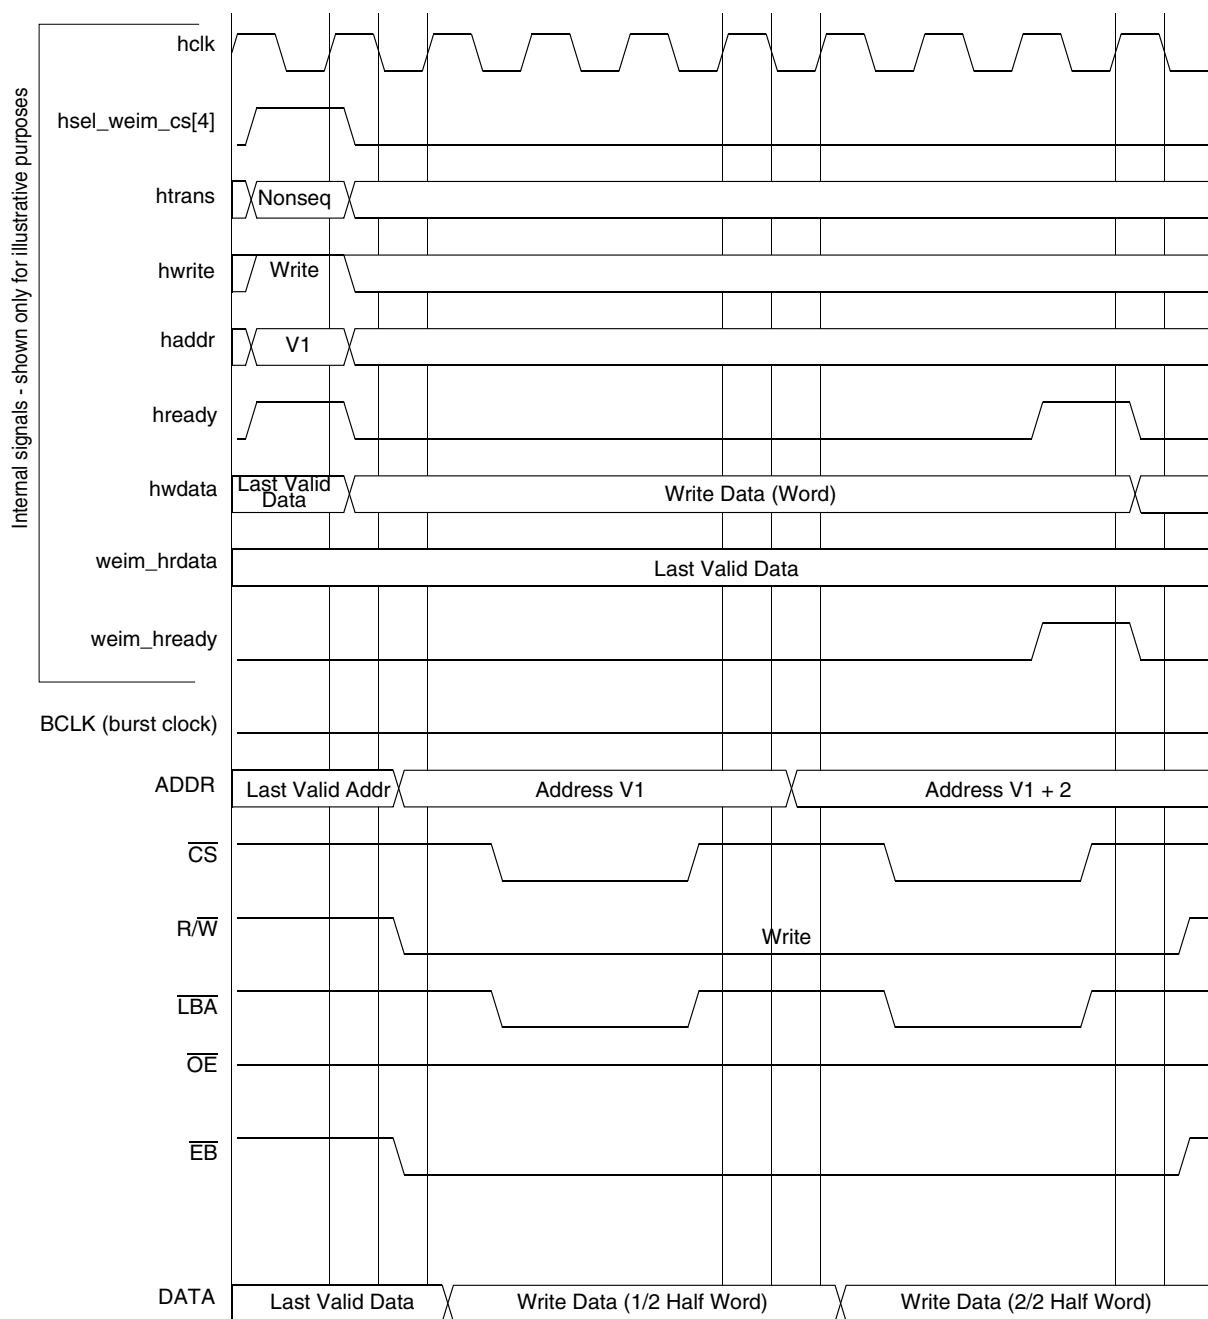 Internal signals - shown only for illustrative purposes
hclk
hsel_weim_cs[4]
htrans Nonseq
hwrite Write
haddr V1
hready
hwdata Last Valid Data Write Data (Word)
weim_hrdata Last Valid Data
weim_hready
BCLK (burst clock)
ADDR Last Valid Addr Address V1 Address V1 + 2
CS
R/W Write
LBA
OE
EB
DATA Last Valid Data Write Data (1/2 Half Word) Write Data (2/2 Half Word)